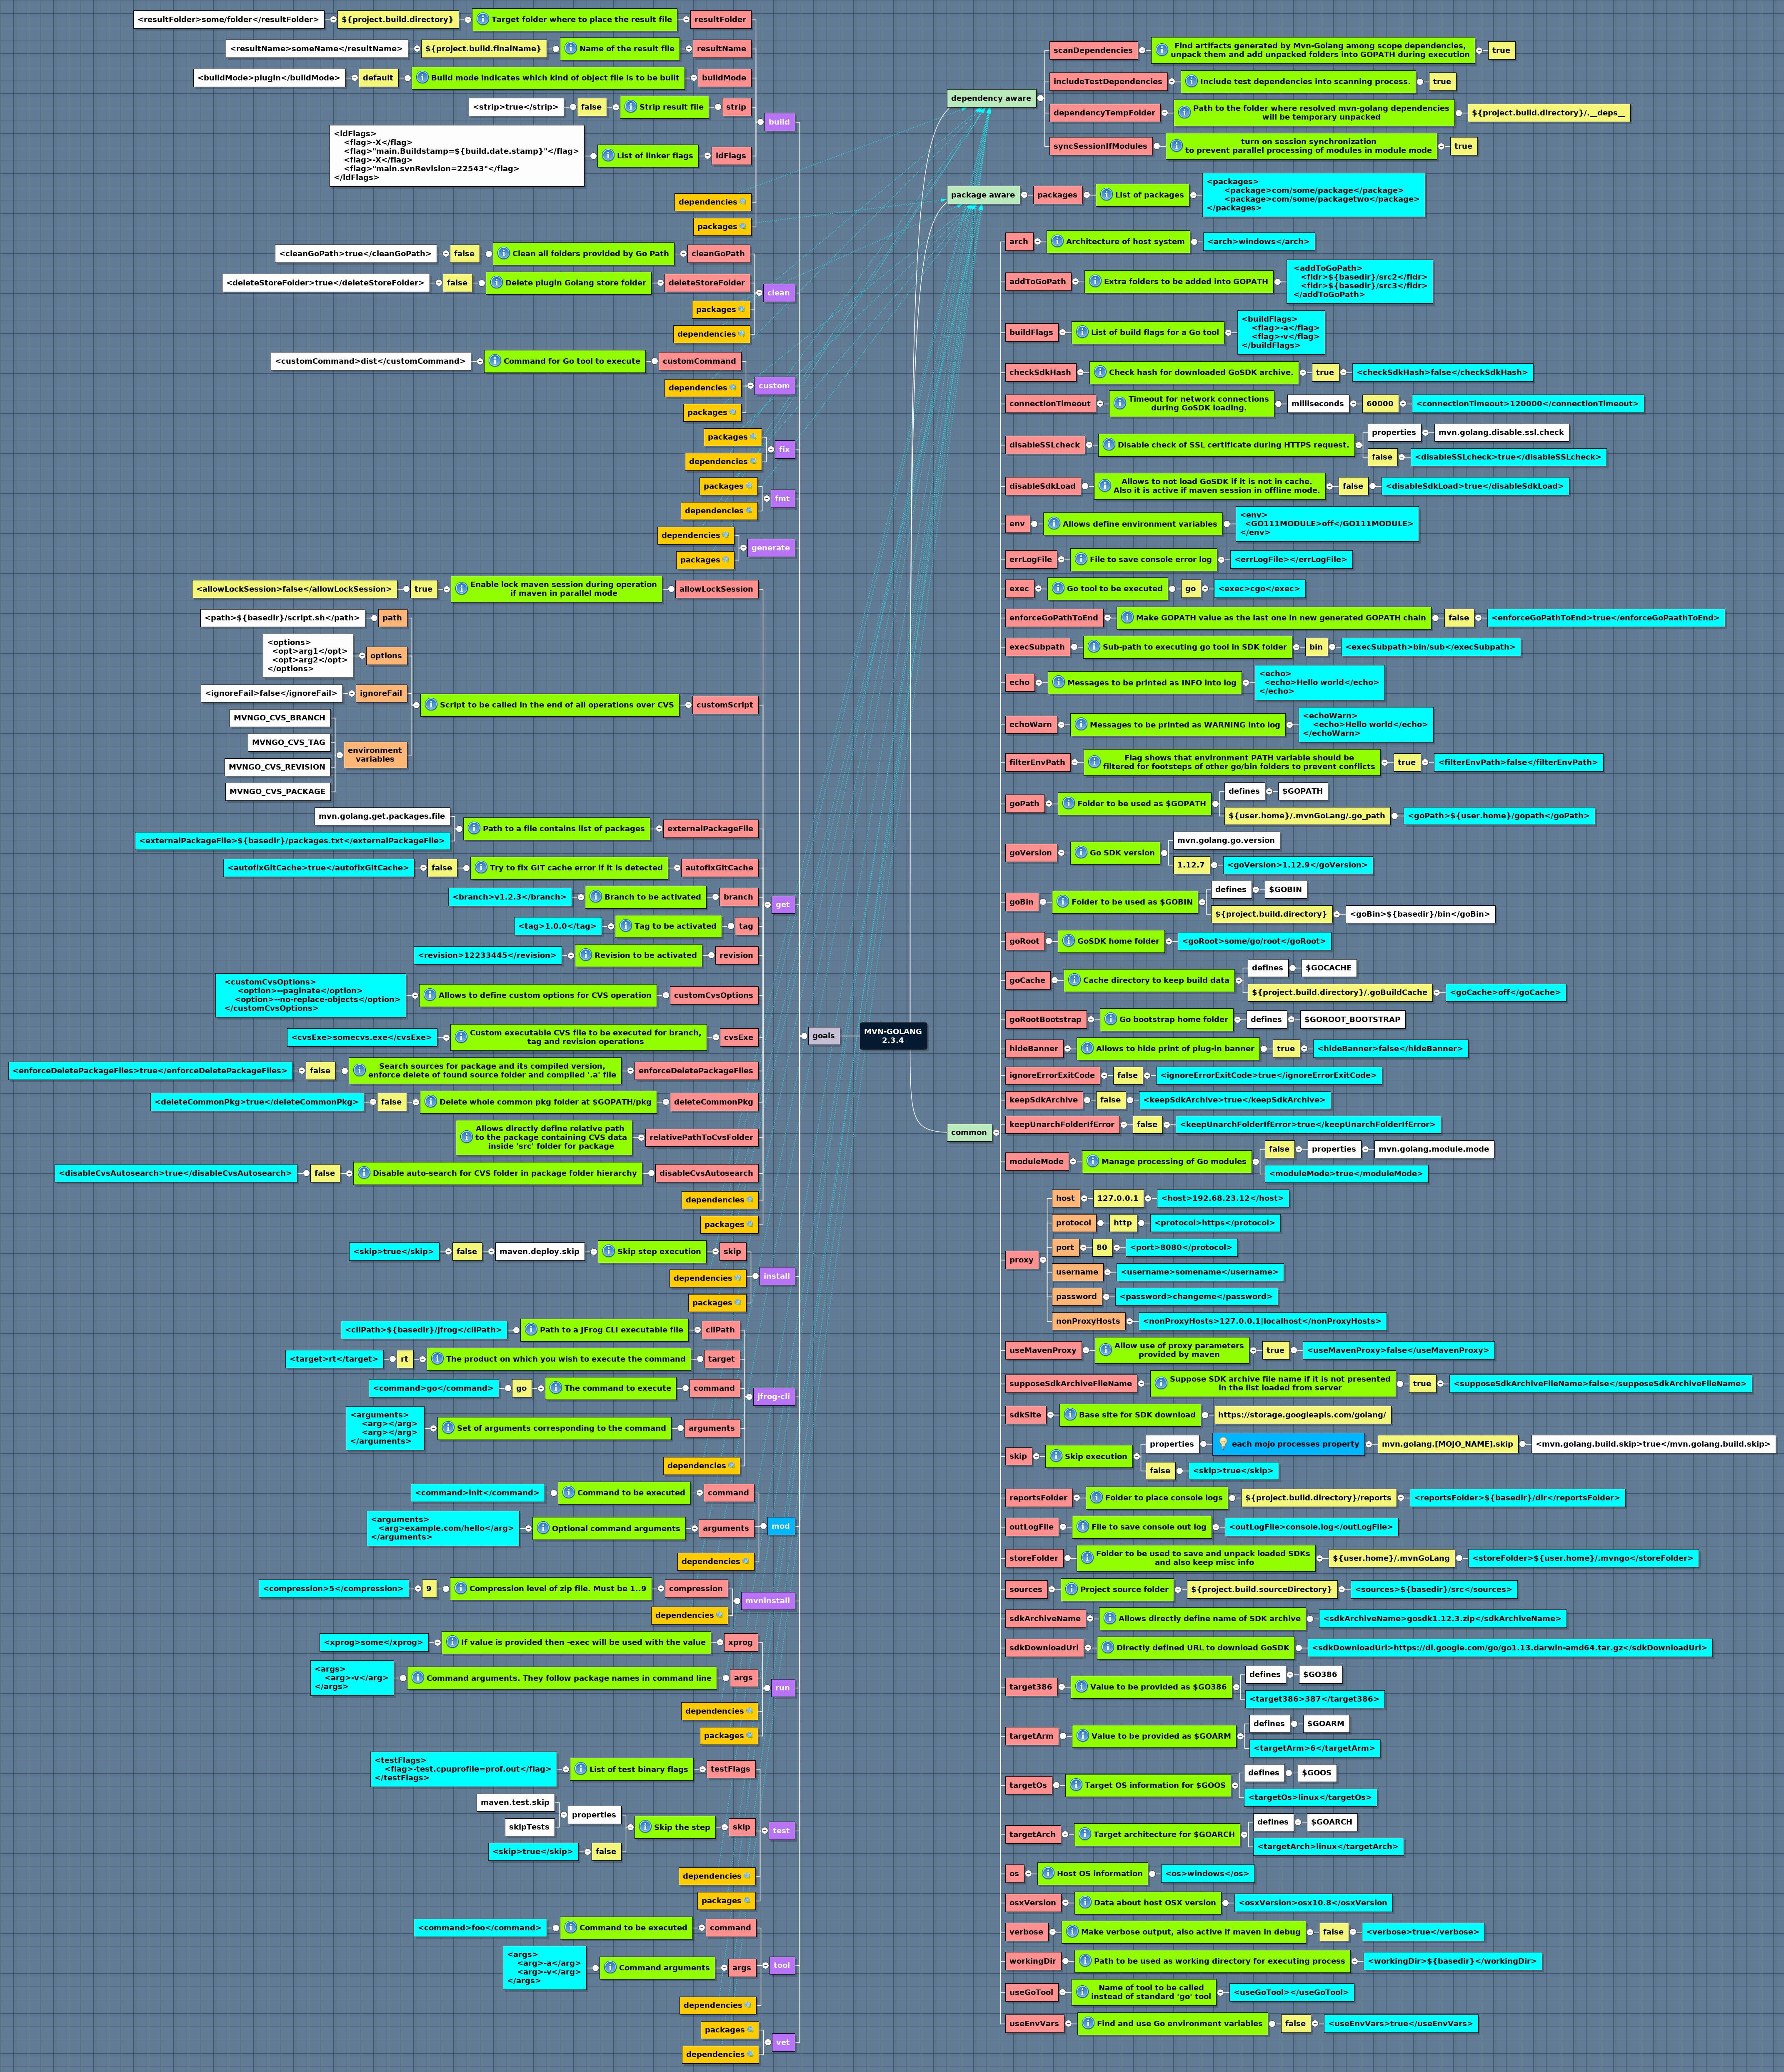 MVN-GOLANG
2.3.4
goals
build
resultFolder
Target folder where to place the result file
${project.build.directory}
<resultFolder>some/folder</resultFolder>
resultName
Name of the result file
${project.build.finalName}
<resultName>someName</resultName>
buildMode
Build mode indicates which kind of object file is to be built
default
<buildMode>plugin</buildMode>
strip
Strip result file
false
<strip>true</strip>
ldFlags
List of linker flags
<ldFlags>
<flag>-X</flag>
<flag>"main.Buildstamp=${build.date.stamp}"</flag>
<flag>-X</flag>
<flag>"main.svnRevision=22543"</flag>
</ldFlags>
dependencies
packages
clean
cleanGoPath
Clean all folders provided by Go Path
false
<cleanGoPath>true</cleanGoPath>
deleteStoreFolder
Delete plugin Golang store folder
false
<deleteStoreFolder>true</deleteStoreFolder>
packages
dependencies
custom
customCommand
Command for Go tool to execute
<customCommand>dist</customCommand>
dependencies
packages
fix
packages
dependencies
fmt
packages
dependencies
generate
dependencies
packages
get
allowLockSession
Enable lock maven session during operation
if maven in parallel mode
true
<allowLockSession>false</allowLockSession>
customScript
Script to be called in the end of all operations over CVS
path
<path>${basedir}/script.sh</path>
options
<options>
<opt>arg1</opt>
<opt>arg2</opt>
</options>
ignoreFail
<ignoreFail>false</ignoreFail>
environment
variables
MVNGO_CVS_BRANCH
MVNGO_CVS_TAG
MVNGO_CVS_REVISION
MVNGO_CVS_PACKAGE
externalPackageFile
Path to a file contains list of packages
mvn.golang.get.packages.file
<externalPackageFile>${basedir}/packages.txt</externalPackageFile>
autofixGitCache
Try to fix GIT cache error if it is detected
false
<autofixGitCache>true</autofixGitCache>
branch
Branch to be activated
<branch>v1.2.3</branch>
tag
Tag to be activated
<tag>1.0.0</tag>
revision
Revision to be activated
<revision>12233445</revision>
customCvsOptions
Allows to define custom options for CVS operation
<customCvsOptions>
<option>--paginate</option>
<option>--no-replace-objects</option>
</customCvsOptions>
cvsExe
Custom executable CVS file to be executed for branch,
tag and revision operations
<cvsExe>somecvs.exe</cvsExe>
enforceDeletePackageFiles
Search sources for package and its compiled version,
enforce delete of found source folder and compiled '.a' file
false
<enforceDeletePackageFiles>true</enforceDeletePackageFiles>
deleteCommonPkg
Delete whole common pkg folder at $GOPATH/pkg
false
<deleteCommonPkg>true</deleteCommonPkg>
relativePathToCvsFolder
Allows directly define relative path
to the package containing CVS data
inside 'src' folder for package
disableCvsAutosearch
Disable auto-search for CVS folder in package folder hierarchy
false
<disableCvsAutosearch>true</disableCvsAutosearch>
dependencies
packages
install
skip
Skip step execution
maven.deploy.skip
false
<skip>true</skip>
dependencies
packages
jfrog-cli
cliPath
Path to a JFrog CLI executable file
<cliPath>${basedir}/jfrog</cliPath>
target
The product on which you wish to execute the command
rt
<target>rt</target>
command
The command to execute
go
<command>go</command>
arguments
Set of arguments corresponding to the command
<arguments>
<arg></arg>
<arg></arg>
</arguments>
dependencies
mod
command
Command to be executed
<command>init</command>
arguments
Optional command arguments
<arguments>
<arg>example.com/hello</arg>
</arguments>
dependencies
mvninstall
compression
Compression level of zip file. Must be 1..9
9
<compression>5</compression>
dependencies
run
xprog
If value is provided then -exec will be used with the value
<xprog>some</xprog>
args
Command arguments. They follow package names in command line
<args>
<arg>-v</arg>
</args>
dependencies
packages
test
testFlags
List of test binary flags
<testFlags>
<flag>-test.cpuprofile=prof.out</flag>
</testFlags>
skip
Skip the step
properties
maven.test.skip
skipTests
false
<skip>true</skip>
dependencies
packages
tool
command
Command to be executed
<command>foo</command>
args
Command arguments
<args>
<arg>-a</arg>
<arg>-v</arg>
</args>
dependencies
vet
packages
dependencies
dependency aware
scanDependencies
Find artifacts generated by Mvn-Golang among scope dependencies,
unpack them and add unpacked folders into GOPATH during execution
true
includeTestDependencies
Include test dependencies into scanning process.
true
dependencyTempFolder
Path to the folder where resolved mvn-golang dependencies
will be temporary unpacked
${project.build.directory}/.__deps__
syncSessionIfModules
turn on session synchronization
to prevent parallel processing of modules in module mode
true
package aware
packages
List of packages
<packages>
<package>com/some/package</package>
<package>com/some/packagetwo</package>
</packages>
common
arch
Architecture of host system
<arch>windows</arch>
addToGoPath
Extra folders to be added into GOPATH
<addToGoPath>
<fldr>${basedir}/src2</fldr>
<fldr>${basedir}/src3</fldr>
</addToGoPath>
buildFlags
List of build flags for a Go tool
<buildFlags>
<flag>-a</flag>
<flag>-v</flag>
</buildFlags>
checkSdkHash
Check hash for downloaded GoSDK archive.
true
<checkSdkHash>false</checkSdkHash>
connectionTimeout
Timeout for network connections
during GoSDK loading.
milliseconds
60000
<connectionTimeout>120000</connectionTimeout>
disableSSLcheck
Disable check of SSL certificate during HTTPS request.
properties
mvn.golang.disable.ssl.check
false
<disableSSLcheck>true</disableSSLcheck>
disableSdkLoad
Allows to not load GoSDK if it is not in cache.
Also it is active if maven session in offline mode.
false
<disableSdkLoad>true</disableSdkLoad>
env
Allows define environment variables
<env>
<GO111MODULE>off</GO111MODULE>
</env>
errLogFile
File to save console error log
<errLogFile></errLogFile>
exec
Go tool to be executed
go
<exec>cgo</exec>
enforceGoPathToEnd
Make GOPATH value as the last one in new generated GOPATH chain
false
<enforceGoPathToEnd>true</enforceGoPaathToEnd>
execSubpath
Sub-path to executing go tool in SDK folder
bin
<execSubpath>bin/sub</execSubpath>
echo
Messages to be printed as INFO into log
<echo>
<echo>Hello world</echo>
</echo>
echoWarn
Messages to be printed as WARNING into log
<echoWarn>
<echo>Hello world</echo>
</echoWarn>
filterEnvPath
Flag shows that environment PATH variable should be
filtered for footsteps of other go/bin folders to prevent conflicts
true
<filterEnvPath>false</filterEnvPath>
goPath
Folder to be used as $GOPATH
defines
$GOPATH
${user.home}/.mvnGoLang/.go_path
<goPath>${user.home}/gopath</goPath>
goVersion
Go SDK version
mvn.golang.go.version
1.12.7
<goVersion>1.12.9</goVersion>
goBin
Folder to be used as $GOBIN
defines
$GOBIN
${project.build.directory}
<goBin>${basedir}/bin</goBin>
goRoot
GoSDK home folder
<goRoot>some/go/root</goRoot>
goCache
Cache directory to keep build data
defines
$GOCACHE
${project.build.directory}/.goBuildCache
<goCache>off</goCache>
goRootBootstrap
Go bootstrap home folder
defines
$GOROOT_BOOTSTRAP
hideBanner
Allows to hide print of plug-in banner
true
<hideBanner>false</hideBanner>
ignoreErrorExitCode
false
<ignoreErrorExitCode>true</ignoreErrorExitCode>
keepSdkArchive
false
<keepSdkArchive>true</keepSdkArchive>
keepUnarchFolderIfError
false
<keepUnarchFolderIfError>true</keepUnarchFolderIfError>
moduleMode
Manage processing of Go modules
false
properties
mvn.golang.module.mode
<moduleMode>true</moduleMode>
proxy
host
127.0.0.1
<host>192.68.23.12</host>
protocol
http
<protocol>https</protocol>
port
80
<port>8080</protocol>
username
<username>somename</username>
password
<password>changeme</password>
nonProxyHosts
<nonProxyHosts>127.0.0.1|localhost</nonProxyHosts>
useMavenProxy
Allow use of proxy parameters
provided by maven
true
<useMavenProxy>false</useMavenProxy>
supposeSdkArchiveFileName
Suppose SDK archive file name if it is not presented
in the list loaded from server
true
<supposeSdkArchiveFileName>false</supposeSdkArchiveFileName>
sdkSite
Base site for SDK download
https://storage.googleapis.com/golang/
skip
Skip execution
properties
each mojo processes property
mvn.golang.[MOJO_NAME].skip
<mvn.golang.build.skip>true</mvn.golang.build.skip>
false
<skip>true</skip>
reportsFolder
Folder to place console logs
${project.build.directory}/reports
<reportsFolder>${basedir}/dir</reportsFolder>
outLogFile
File to save console out log
<outLogFile>console.log</outLogFile>
storeFolder
Folder to be used to save and unpack loaded SDKs
and also keep misc info
${user.home}/.mvnGoLang
<storeFolder>${user.home}/.mvngo</storeFolder>
sources
Project source folder
${project.build.sourceDirectory}
<sources>${basedir}/src</sources>
sdkArchiveName
Allows directly define name of SDK archive
<sdkArchiveName>gosdk1.12.3.zip</sdkArchiveName>
sdkDownloadUrl
Directly defined URL to download GoSDK
<sdkDownloadUrl>https://dl.google.com/go/go1.13.darwin-amd64.tar.gz</sdkDownloadUrl>
target386
Value to be provided as $GO386
defines
$GO386
<target386>387</target386>
targetArm
Value to be provided as $GOARM
defines
$GOARM
<targetArm>6</targetArm>
targetOs
Target OS information for $GOOS
defines
$GOOS
<targetOs>linux</targetOs>
targetArch
Target architecture for $GOARCH
defines
$GOARCH
<targetArch>linux</targetArch>
os
Host OS information
<os>windows</os>
osxVersion
Data about host OSX version
<osxVersion>osx10.8</osxVersion
verbose
Make verbose output, also active if maven in debug
false
<verbose>true</verbose>
workingDir
Path to be used as working directory for executing process
<workingDir>${basedir}</workingDir>
useGoTool
Name of tool to be called
instead of standard 'go' tool
<useGoTool></useGoTool>
useEnvVars
Find and use Go environment variables
false
<useEnvVars>true</useEnvVars>